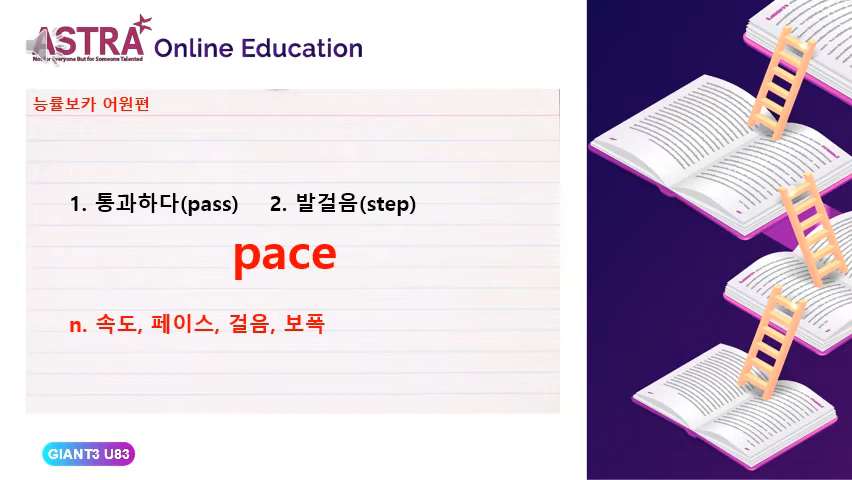 ASTRA
Not for Everyone But for Someone Talented
Online Education
능률보카 어원편
1. 통과하다(pass) 2. 발걸음(step)
pace
n. 속도, 페이스, 걸음, 보폭
GIANT3 U83